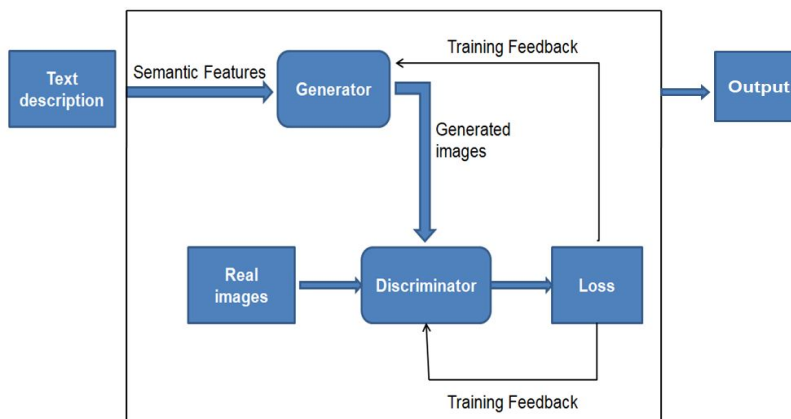 Text
description
Semantic Features
Generator
Training Feedback
Output
Generated
images
Real
images
Discriminator
Loss
Training Feedback